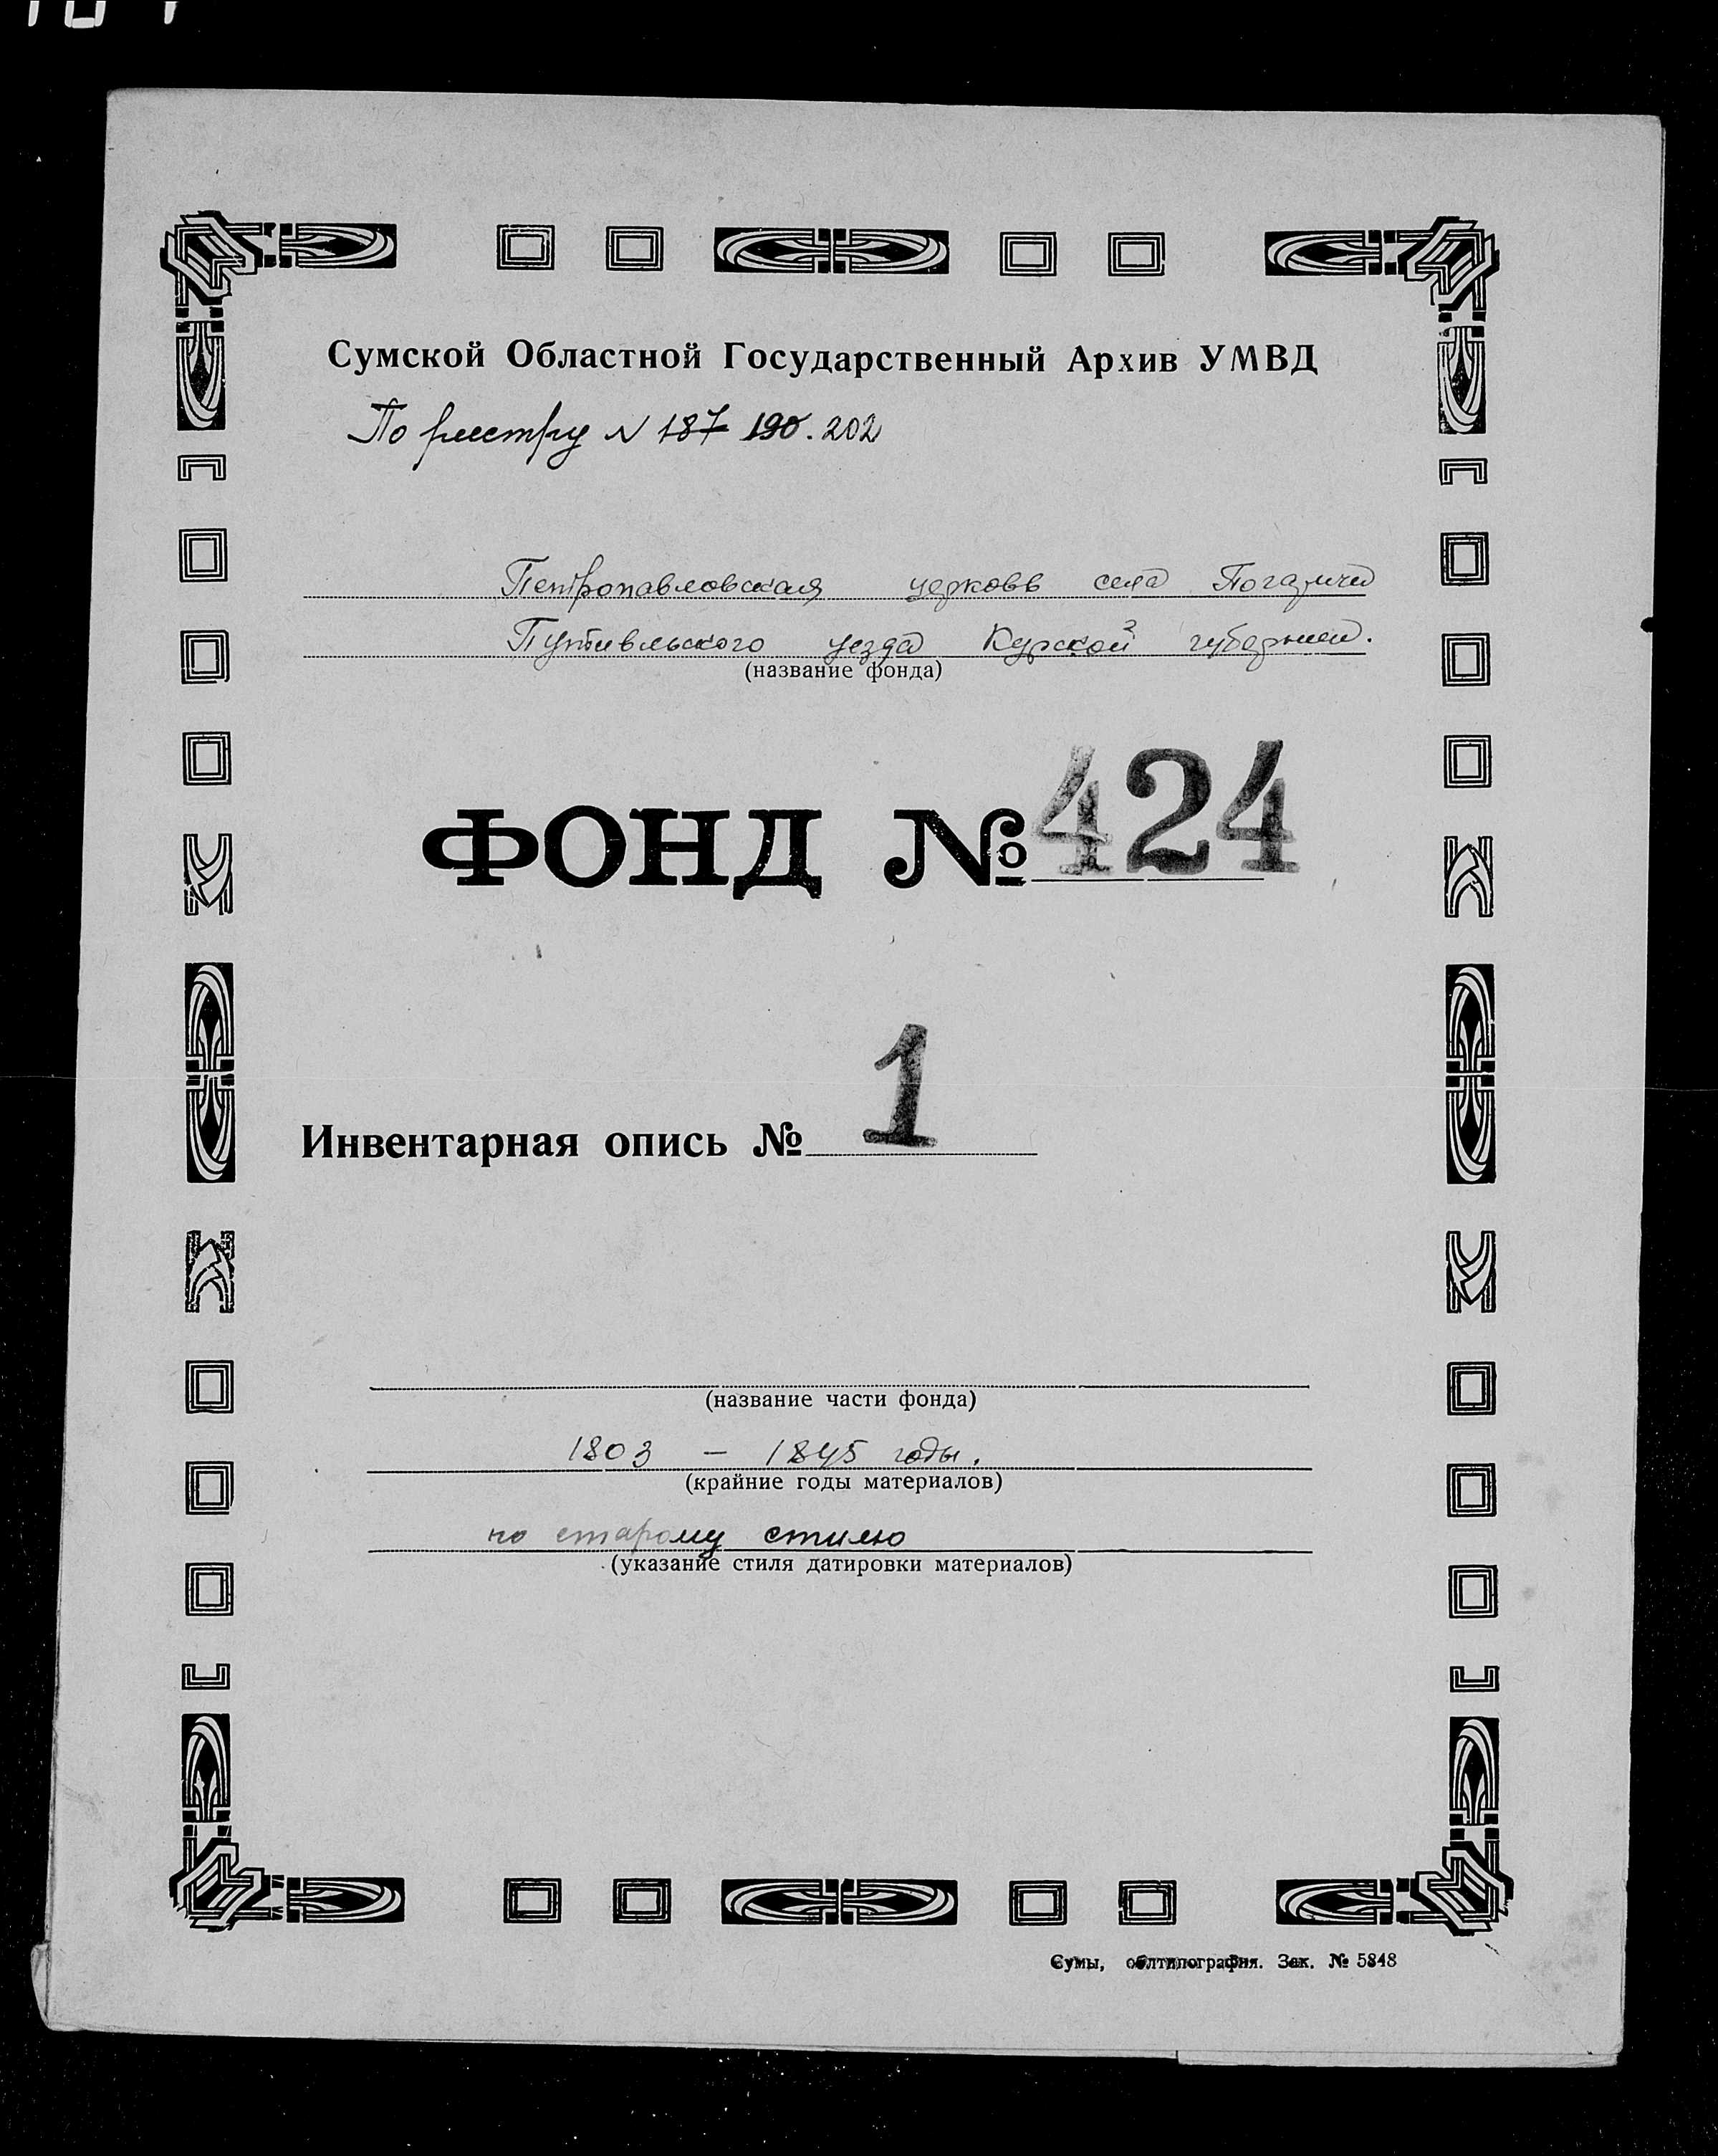 Сумской Областной Государственный Архив УМВД
По реестру N 187 190. 202
Петропавловская церковь села
Путивльского уезда Курской губернии.
(название фонда)
ФОНД № 424
Инвентарная опись № 1
(название части фонда)
1803 – 1845 годы.
(крайние годы материалов)
по старому стилю
(указание стиля датировки материалов)
Сумы, облтипография. Зак. № 5848